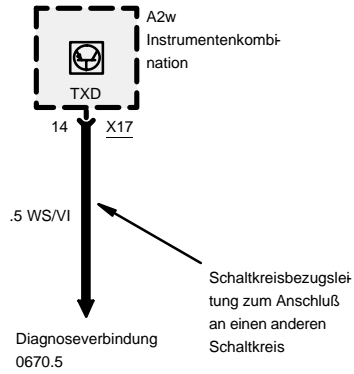 A2w
Instrumentenkombi-
nation
TXD
14 X17
.5 WS/VI
Schaltkreisbezugslei-
tung zum Anschluß
an einen anderen
Schaltkreis
Diagnoseverbindung
0670.5